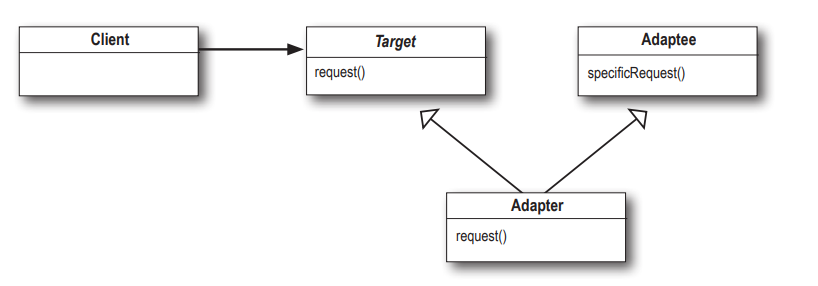 Client
Target
request()
Adaptee
specificRequest()
Adapter
request()